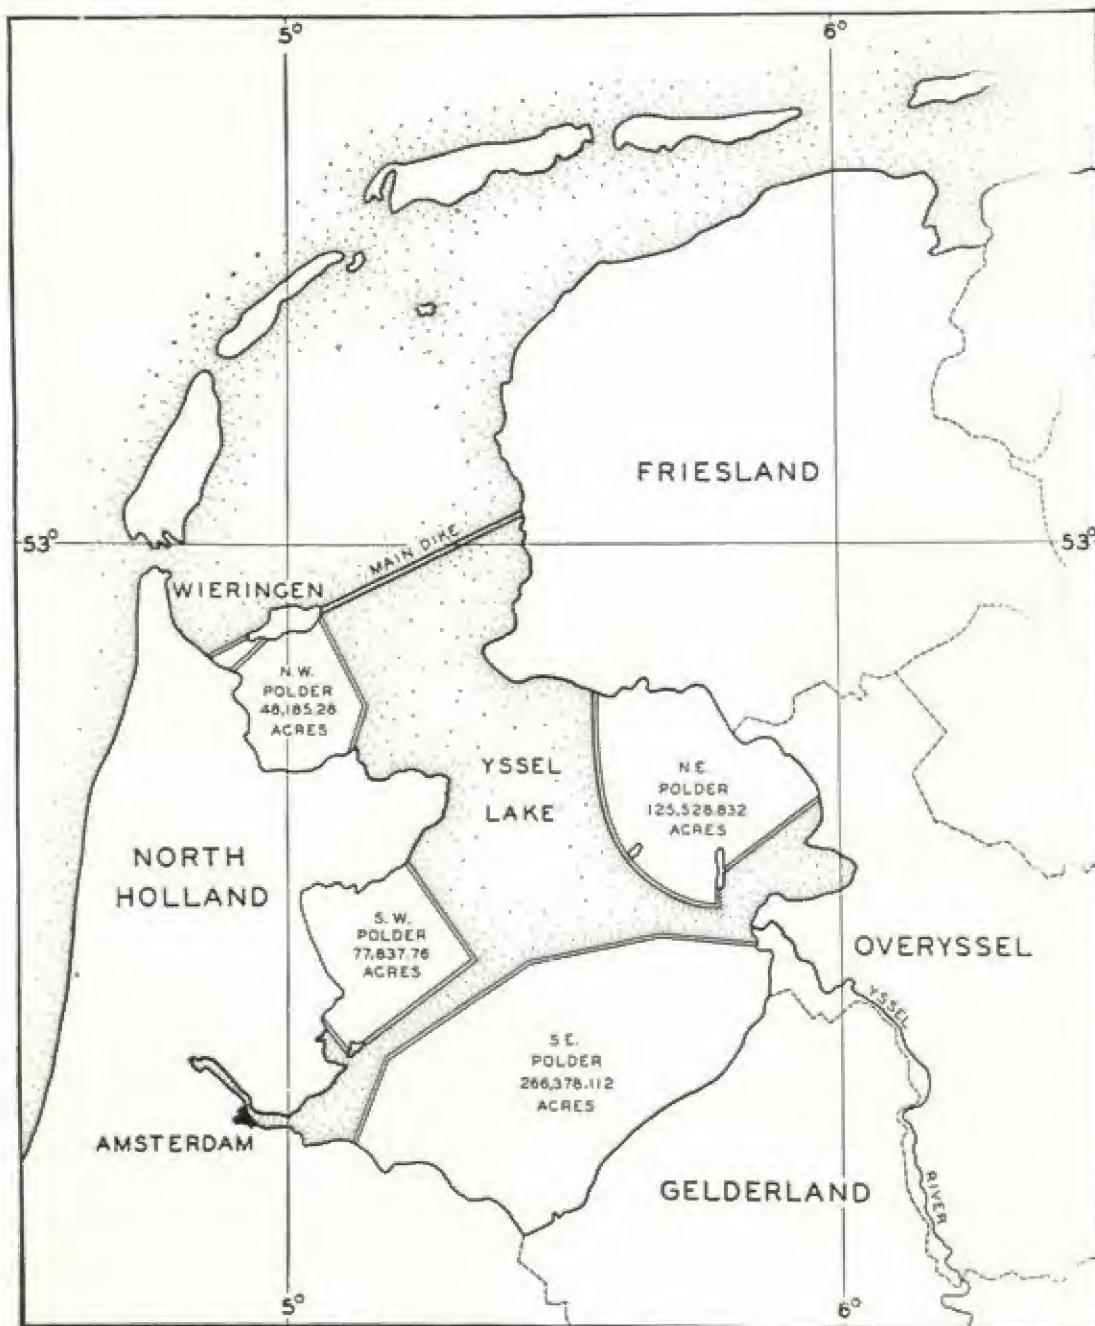 5°
6°
FRIESLAND
53°
53°
MAIN DIKE
WIERINGEN
N.W.
POLDER
48,185.28
ACRES
YSSEL
LAKE
N.E.
POLDER
125,528.832
ACRES
NORTH
HOLLAND
S.W.
POLDER
77,837.76
ACRES
OVERYSSEL
YSSEL
RIVER
S.E.
POLDER
266,378.112
ACRES
AMSTERDAM
GELDERLAND
5°
6°